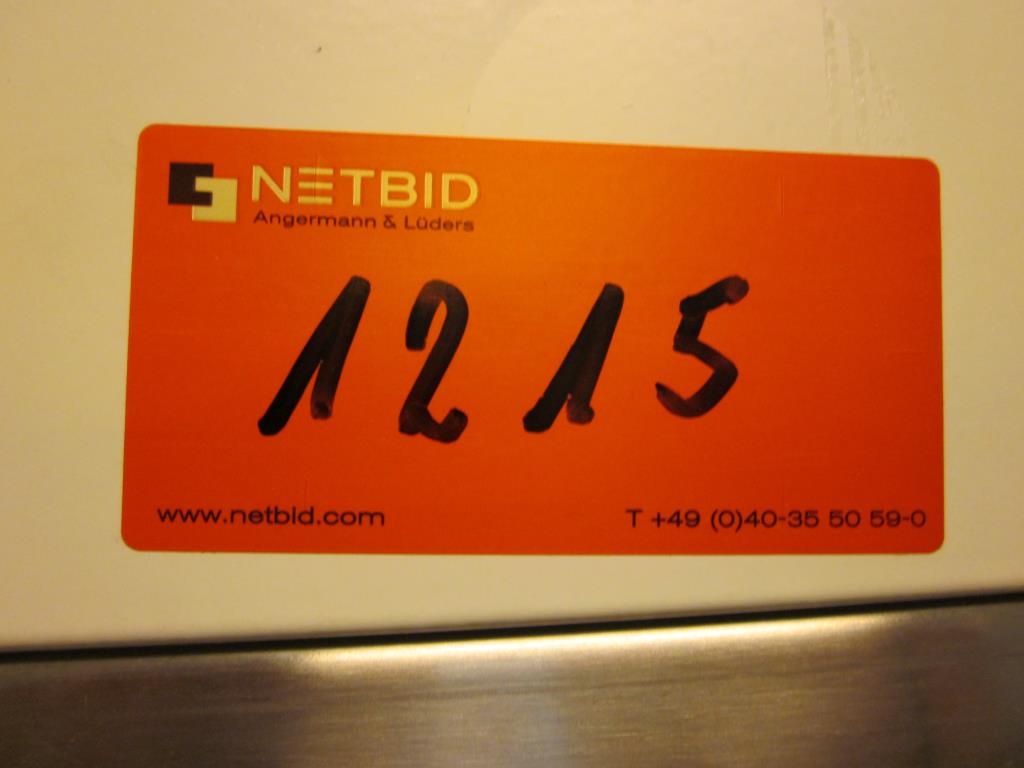 NETBID
Angermann & Lüders
1215
www.netbid.com
T +49 (0)40-35 50 59-0